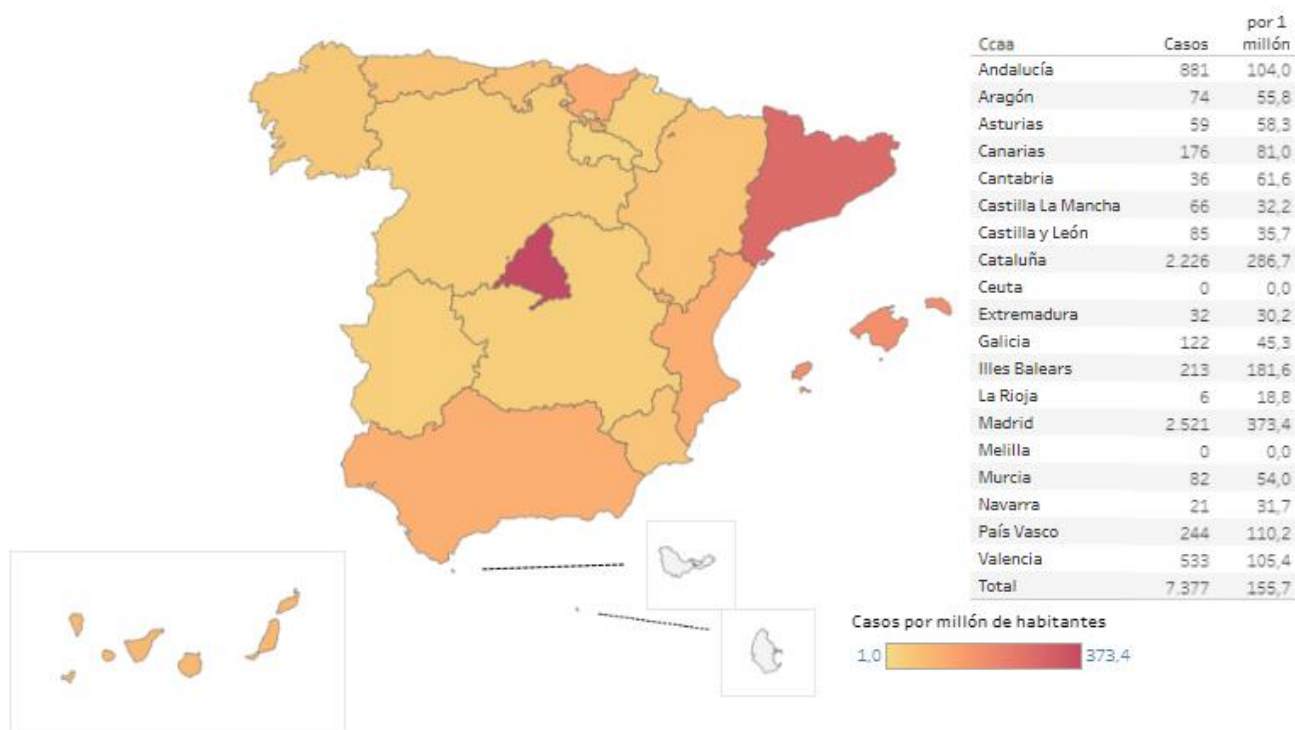 Ccaa Casos por 1 millón
Andalucía 881 104,0
Aragón 74 55,8
Asturias 59 58,3
Canarias 176 81,0
Cantabria 36 61,6
Castilla La Mancha 66 32,2
Castilla y León 85 35,7
Cataluña 2.226 286,7
Ceuta 0 0,0
Extremadura 32 30,2
Galicia 122 45,3
Illes Balears 213 181,6
La Rioja 6 18,8
Madrid 2.521 373,4
Melilla 0 0,0
Murcia 82 54,0
Navarra 21 31,7
País Vasco 244 110,2
Valencia 533 105,4
Total 7.377 155,7
Casos por millón de habitantes
1,0 373,4